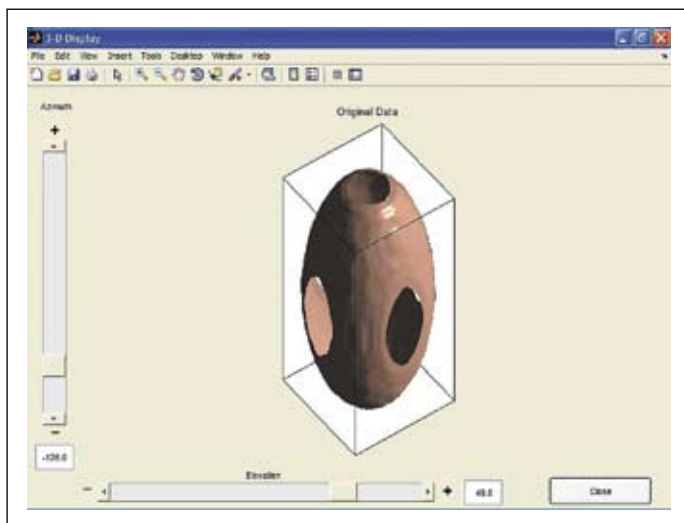 3-D Display
File Edit View Insert Tools Desktop Window Help
Azimuth
Original Data
+
−
Elevation
− +
Close